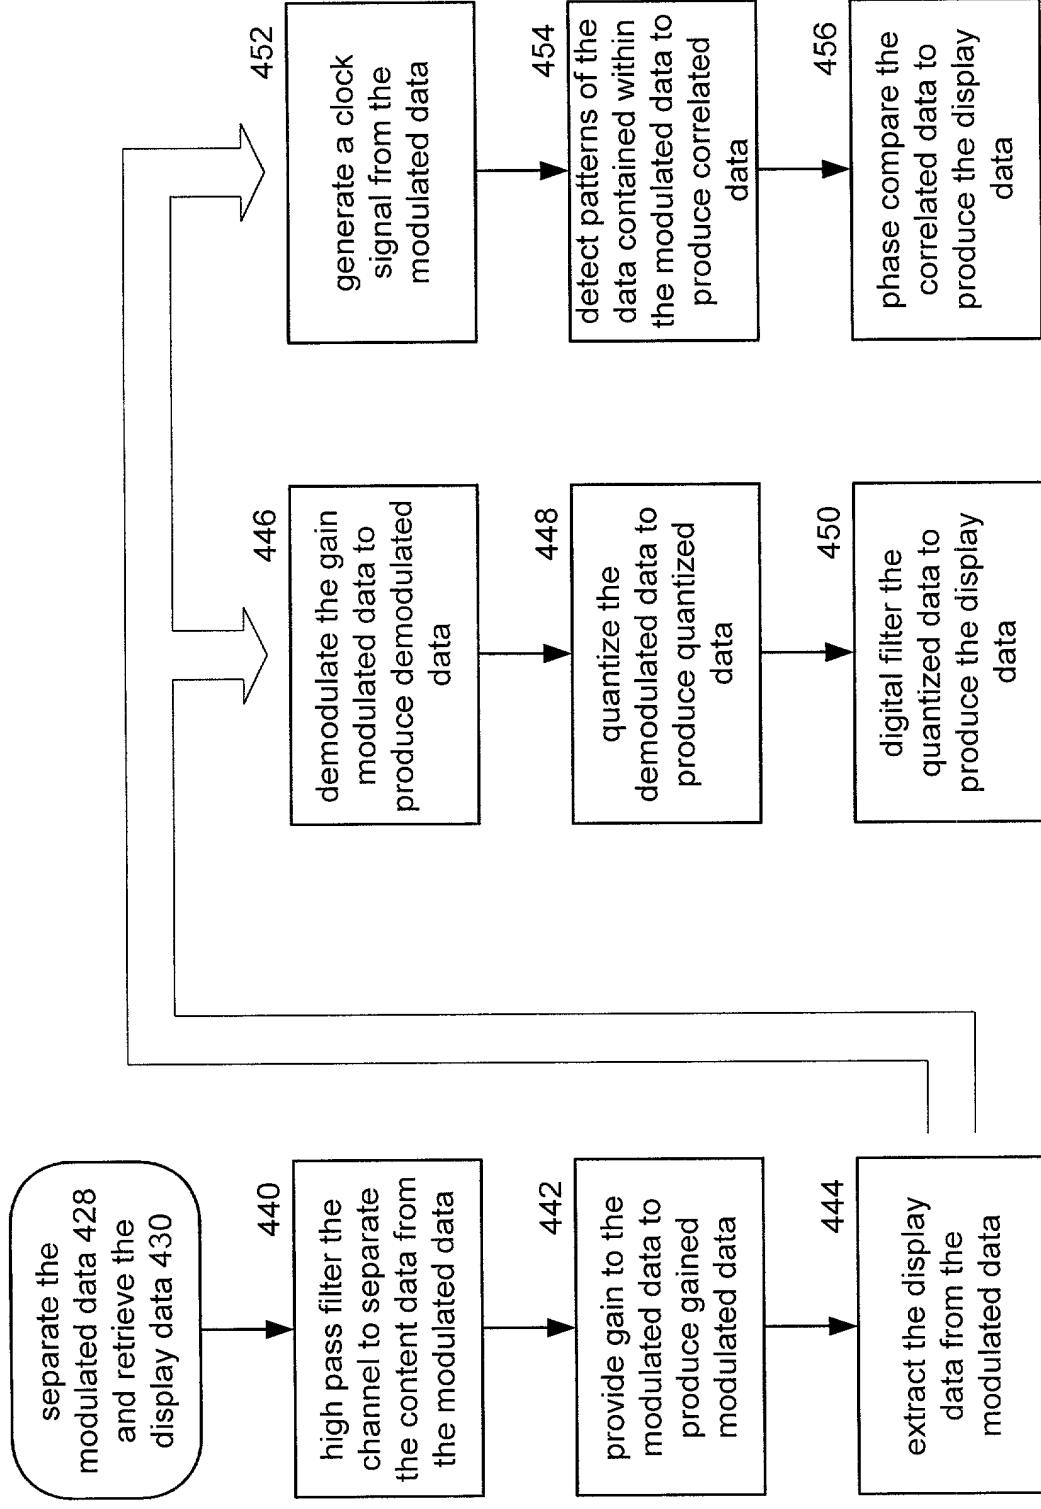 separate the
modulated data 428
and retrieve the
display data 430
440
high pass filter the
channel to separate
the content data from
the modulated data
442
provide gain to the
modulated data to
produce gained
modulated data
444
extract the display
data from the
modulated data
446
demodulate the gain
modulated data to
produce demodulated
data
448
quantize the
demodulated data to
produce quantized
data
450
digital filter the
quantized data to
produce the display
data
452
generate a clock
signal from the
modulated data
454
detect patterns of the
data contained within
the modulated data to
produce correlated
data
456
phase compare the
correlated data to
produce the display
data